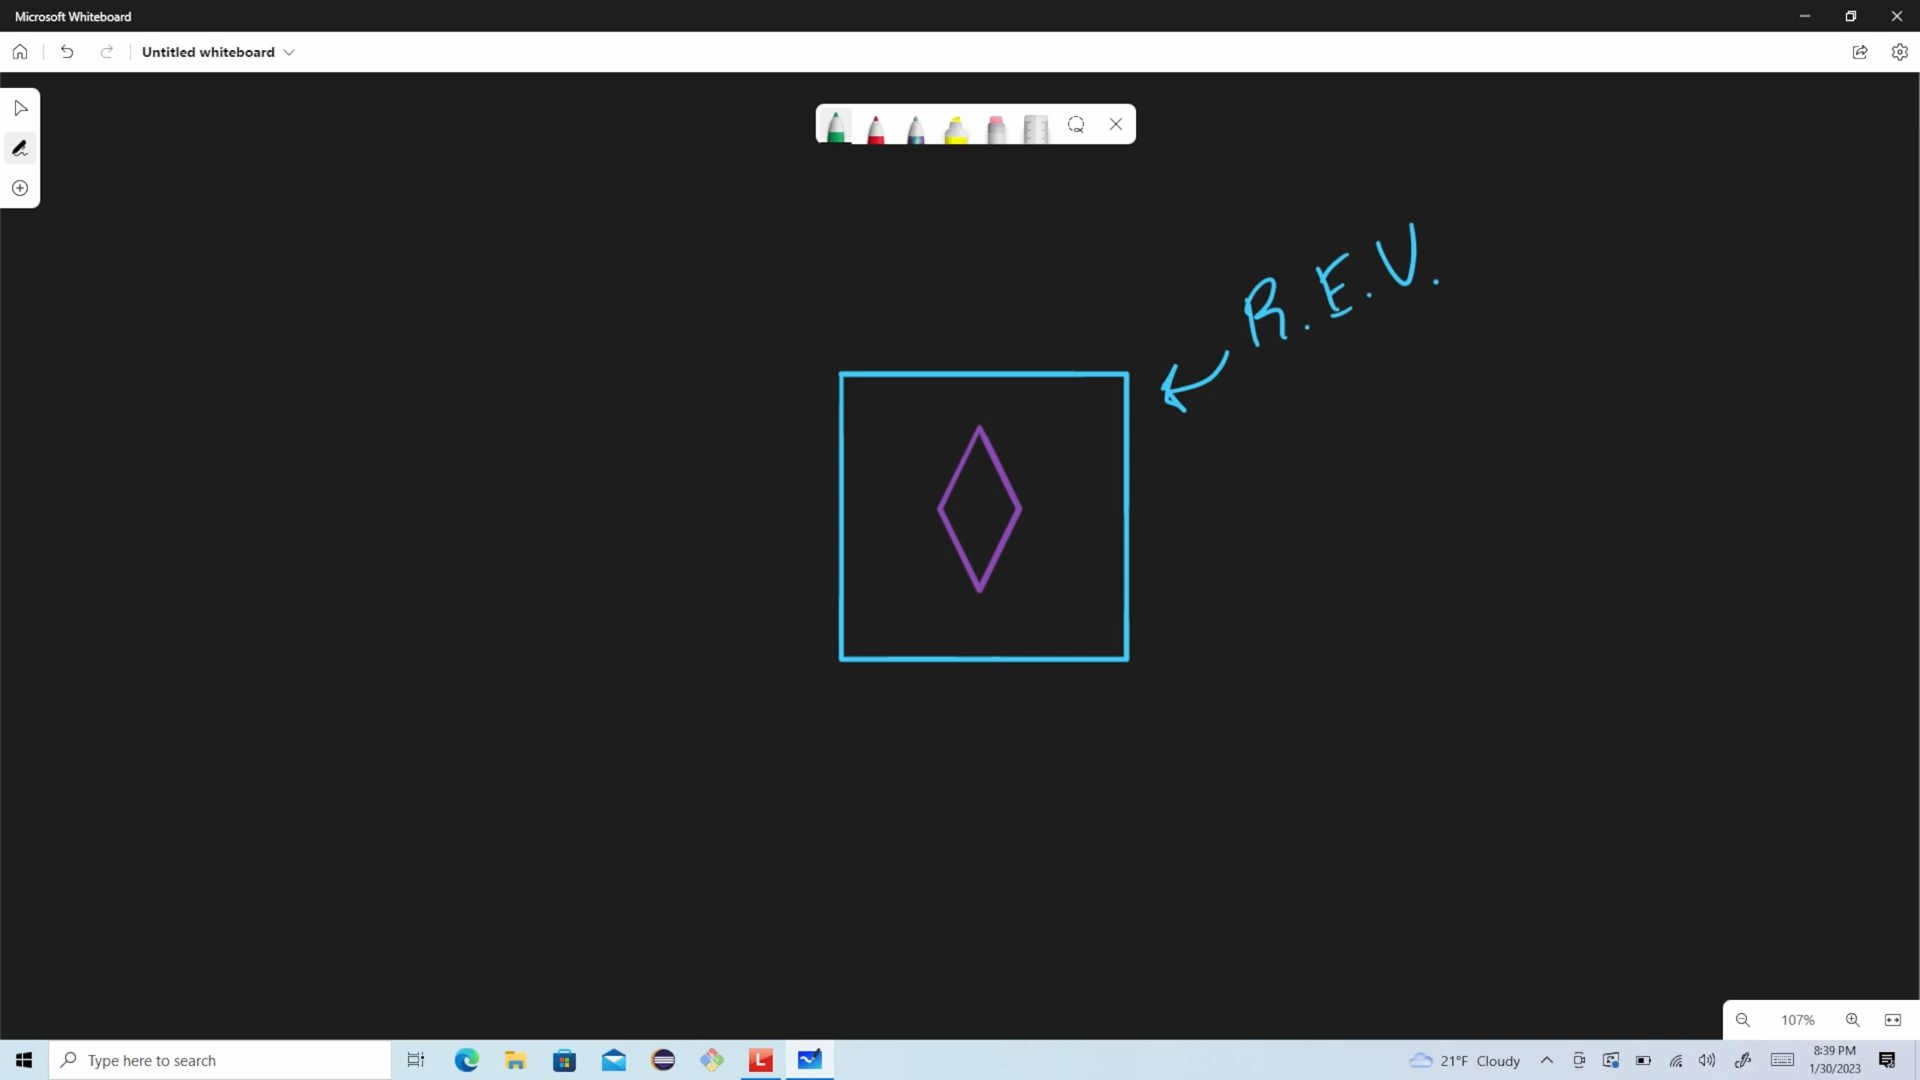 Microsoft Whiteboard
Untitled whiteboard
R.E.V.
107%
Type here to search
L
21°F Cloudy
8:39 PM
1/30/2023